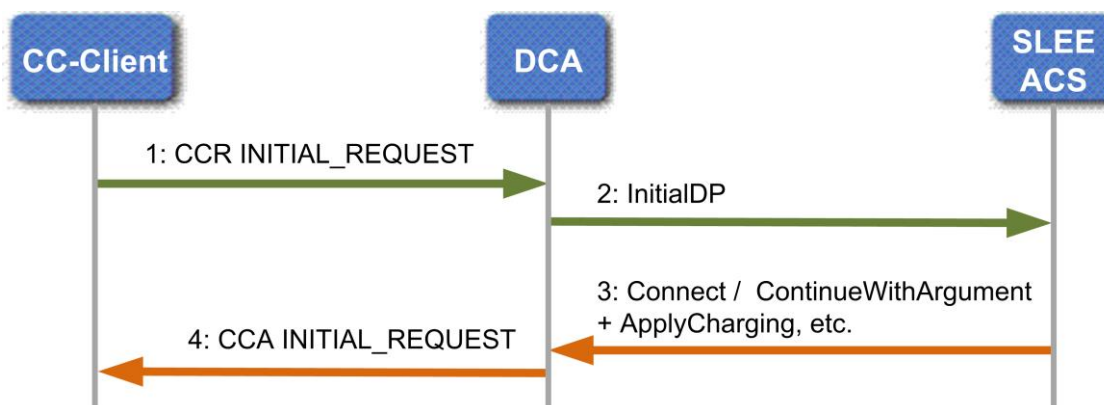 CC-Client
DCA
SLEE
ACS
1: CCR INITIAL_REQUEST
2: InitialDP
3: Connect / ContinueWithArgument
+ ApplyCharging, etc.
4: CCA INITIAL_REQUEST